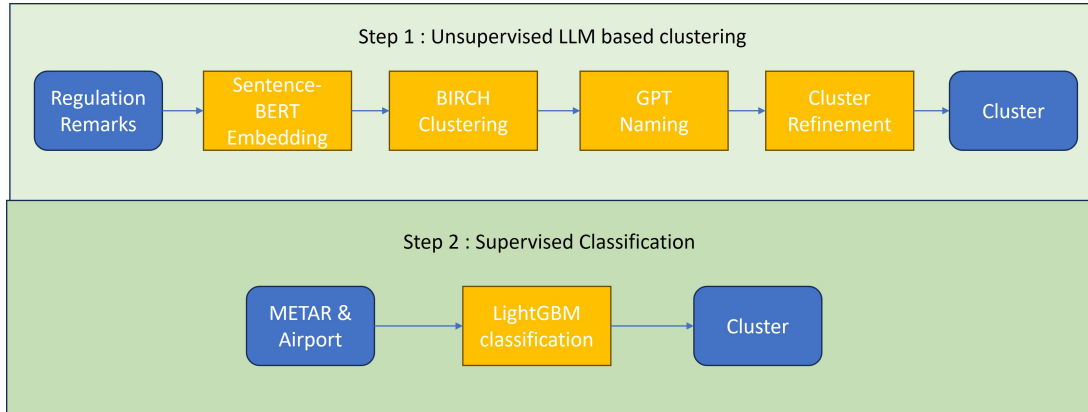 Step 1 : Unsupervised LLM based clustering
Regulation
Remarks
Sentence-
BERT
Embedding
BIRCH
Clustering
GPT
Naming
Cluster
Refinement
Cluster
Step 2 : Supervised Classification
METAR &
Airport
LightGBM
classification
Cluster